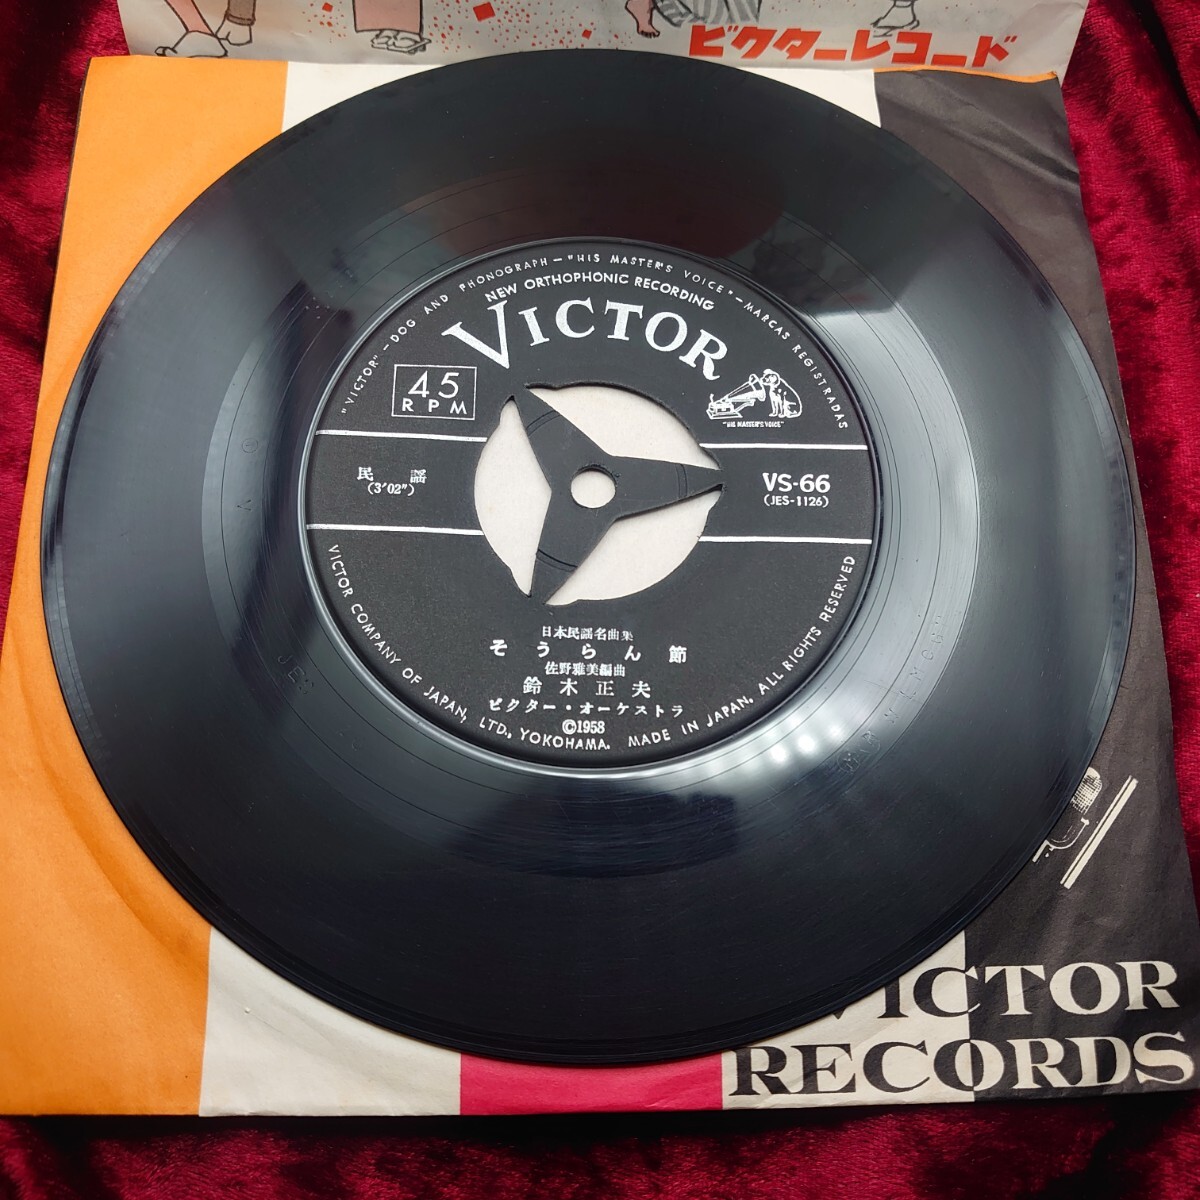 ビクターレコード
"VICTOR" — DOG AND PHONOGRAPH — "HIS MASTER'S VOICE" — MARCAS REGISTRADAS
NEW ORTHOPHONIC RECORDING
VICTOR
45
RPM
"HIS MASTER'S VOICE"
民 謡
(3'02")
VS-66
(JES-1126)
日本民謡名曲集
そうらん節
佐野雅美編曲
鈴木正夫
ビクター・オーケストラ
©1958
VICTOR COMPANY OF JAPAN, LTD., YOKOHAMA. MADE IN JAPAN. ALL RIGHTS RESERVED
VICTOR
RECORDS